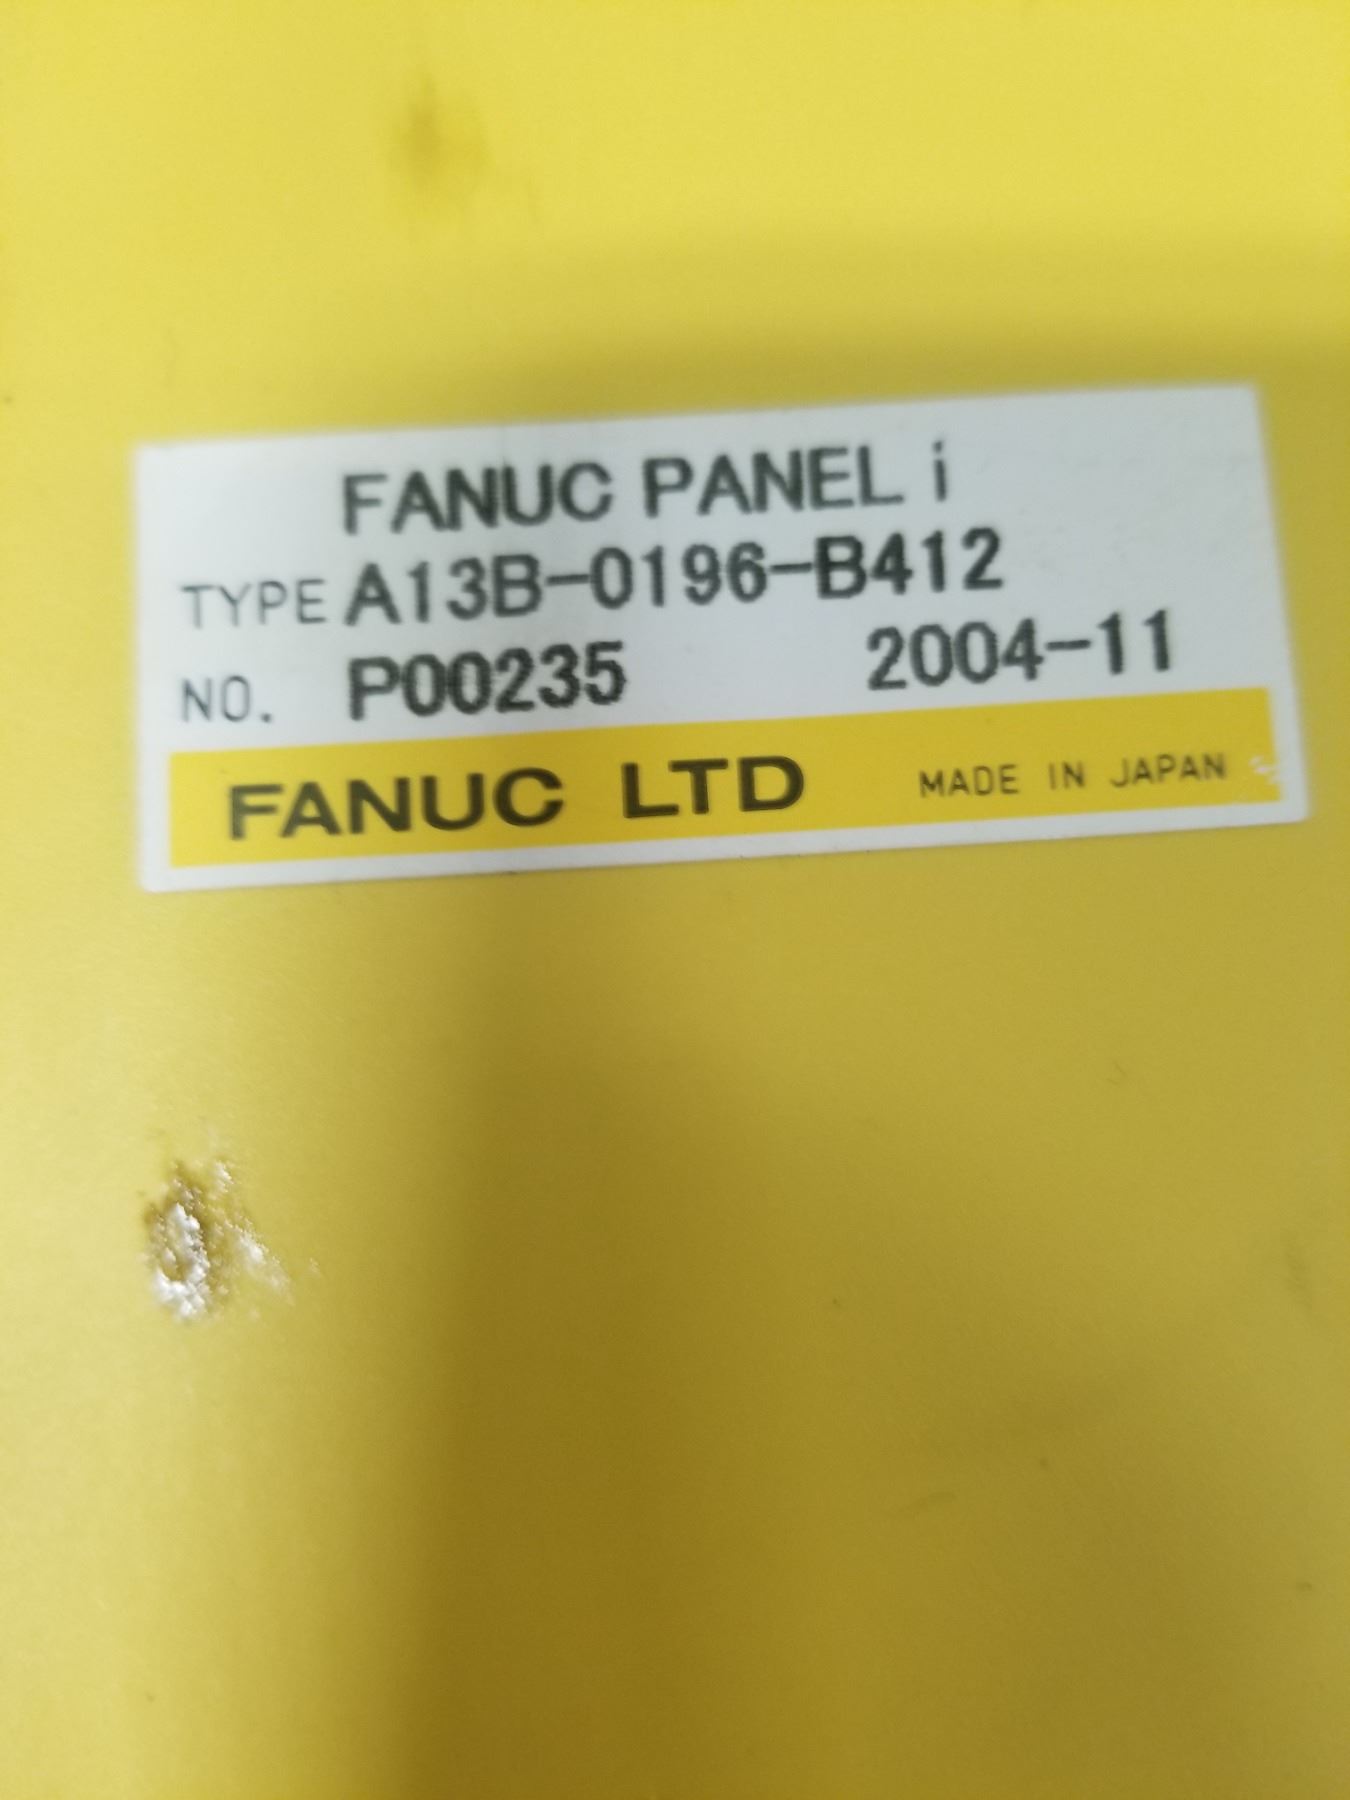 FANUC PANEL i
TYPE A13B-0196-B412
NO. P00235 2004-11
FANUC LTD MADE IN JAPAN